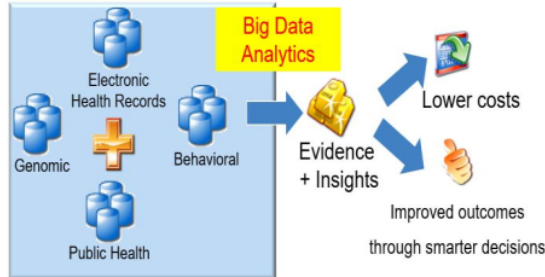 Big Data
Analytics
Electronic
Health Records
Genomic
Behavioral
Public Health
Evidence
+ Insights
Lower costs
Improved outcomes
through smarter decisions